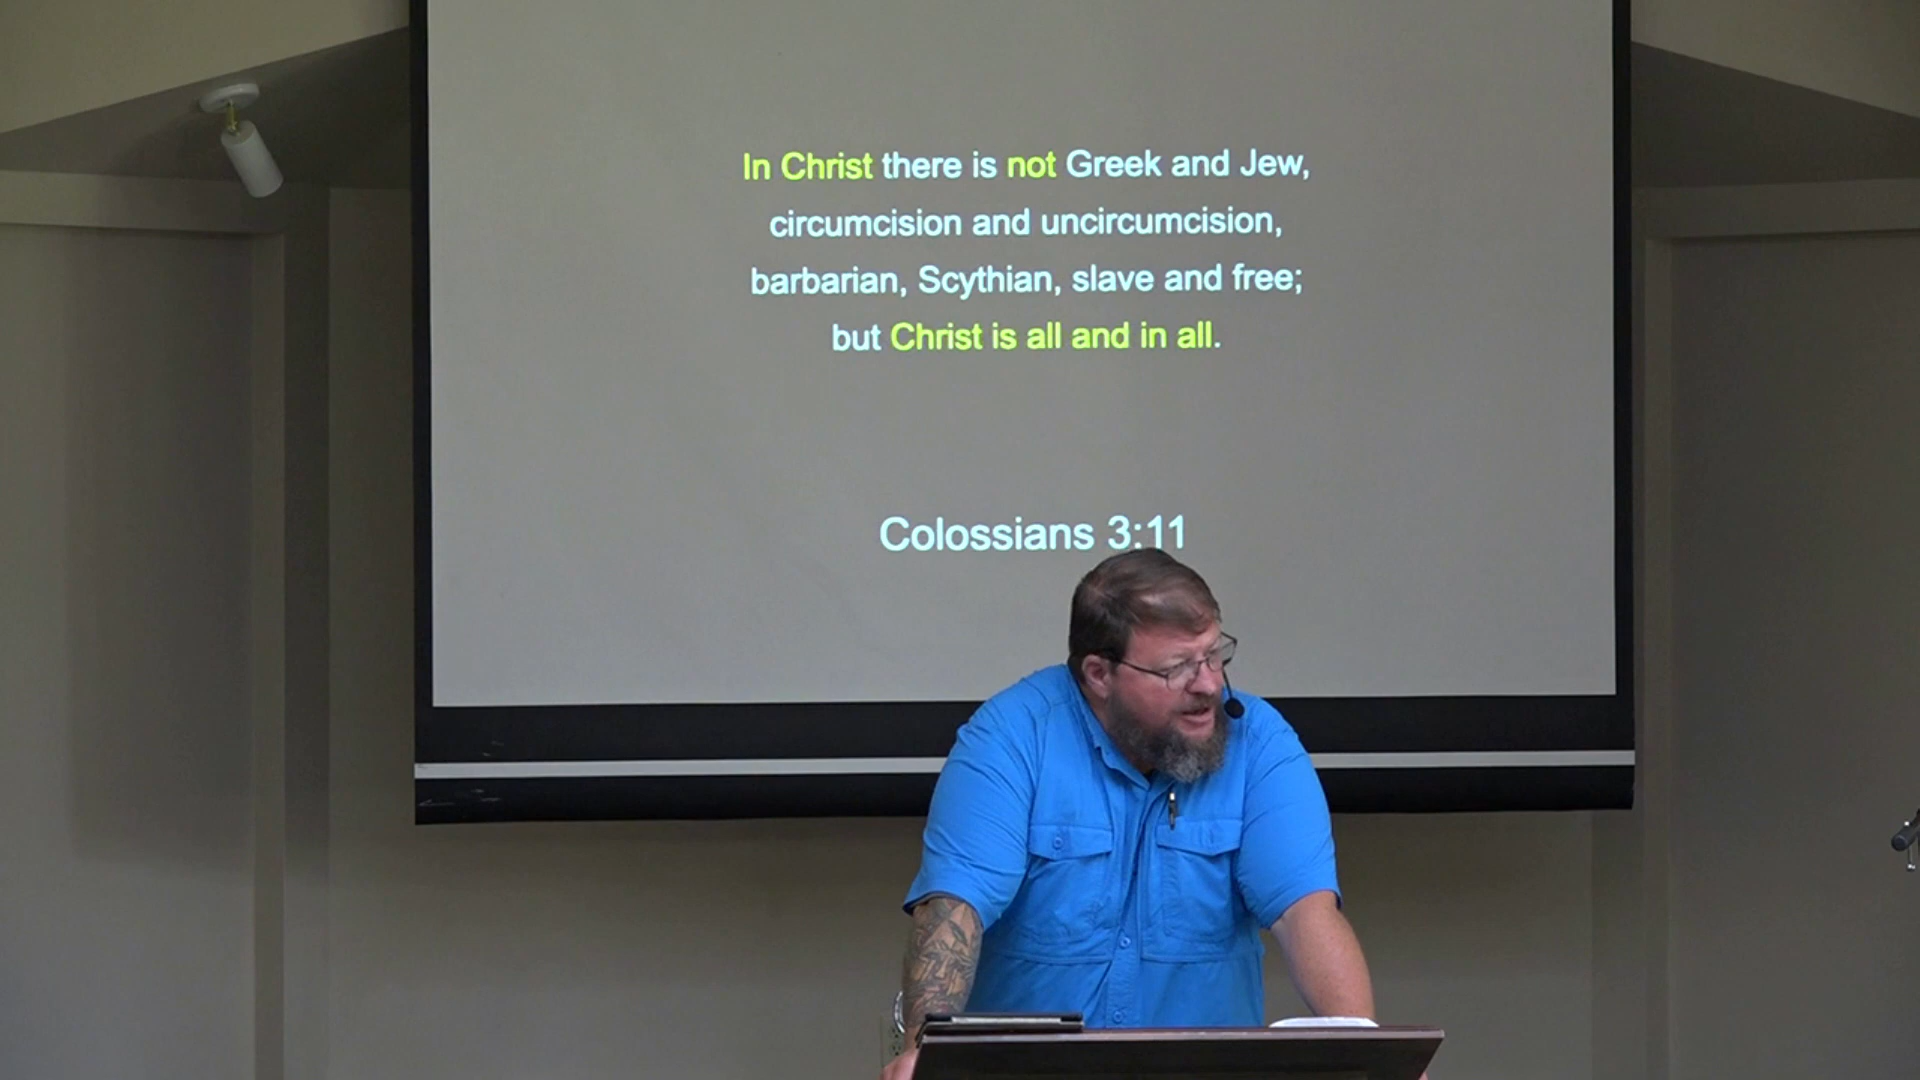 In Christ there is not Greek and Jew,
circumcision and uncircumcision,
barbarian, Scythian, slave and free;
but Christ is all and in all.
Colossians 3:11